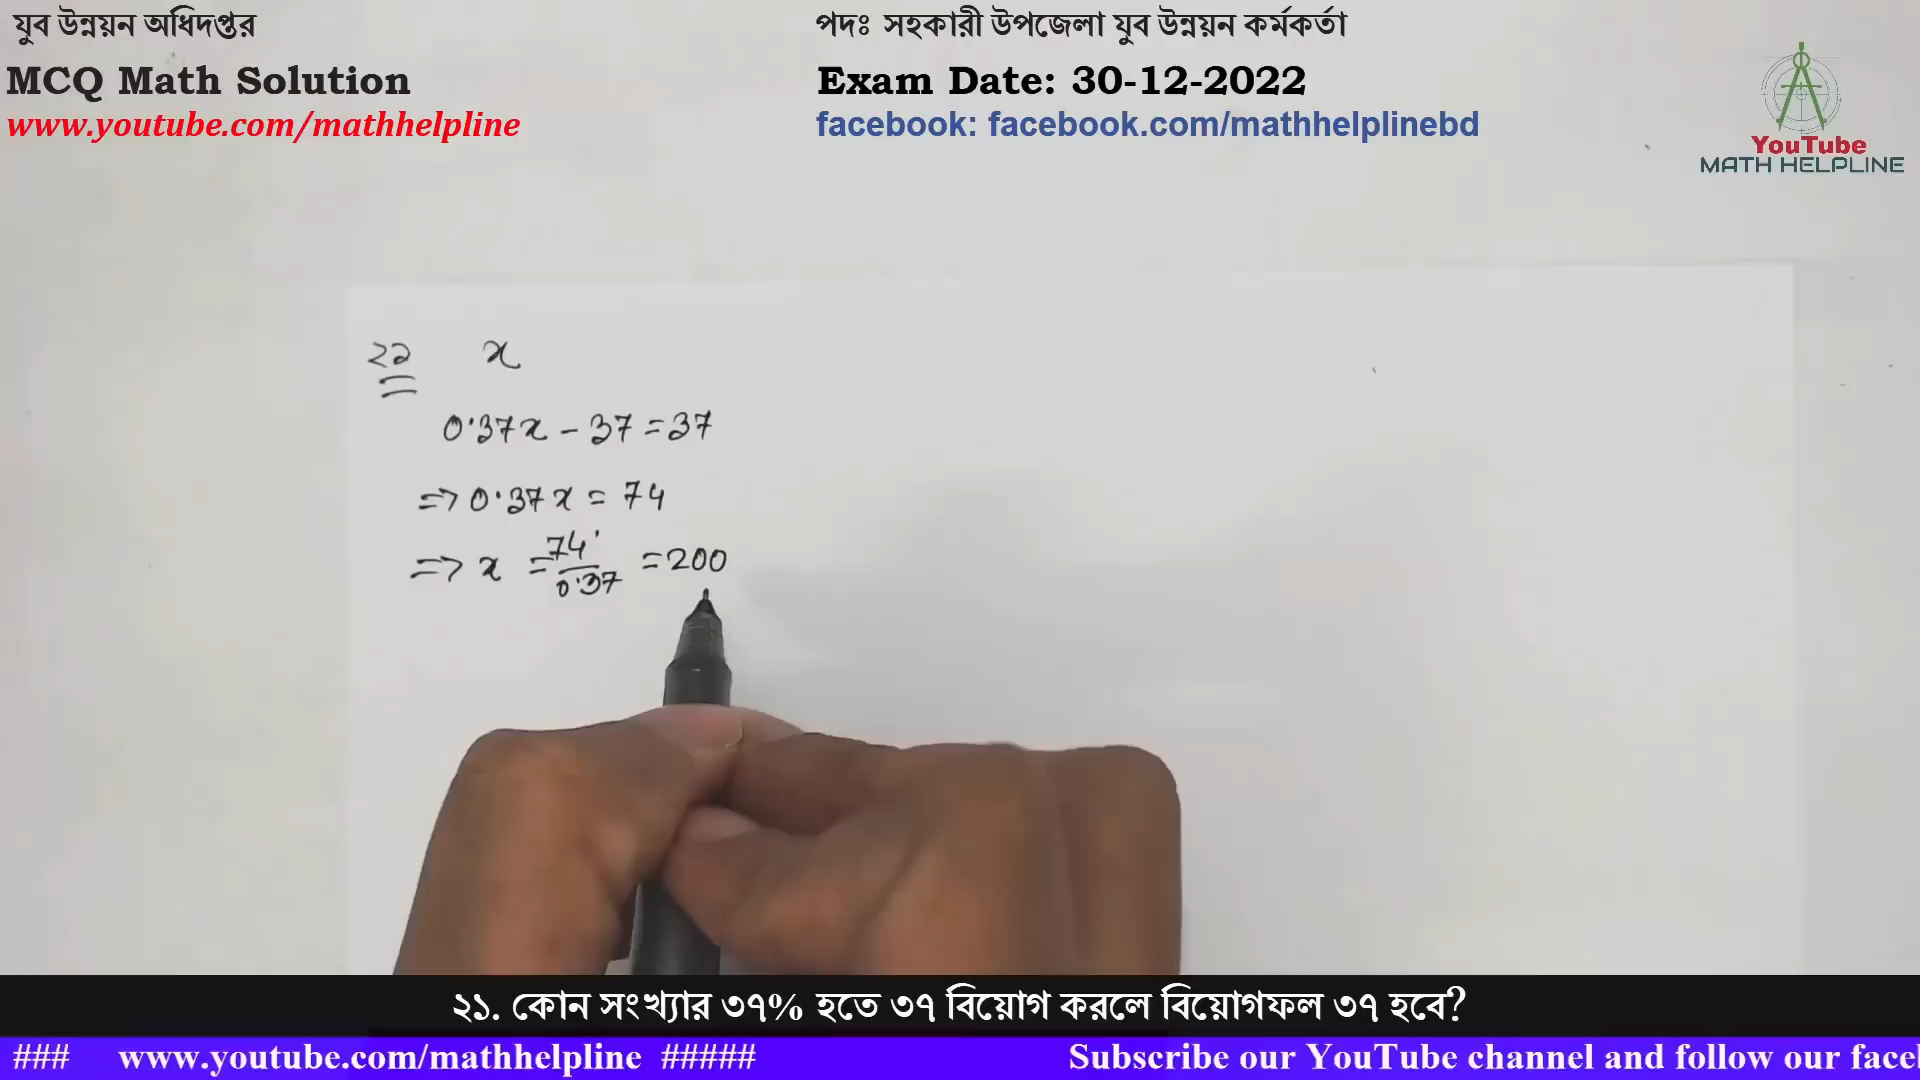 যুব উন্নয়ন অধিদপ্তর
MCQ Math Solution
www.youtube.com/mathhelpline
পদঃ সহকারী উপজেলা যুব উন্নয়ন কর্মকর্তা
Exam Date: 30-12-2022
facebook: facebook.com/mathhelplinebd
YouTube
MATH HELPLINE
২১ x
0.37x - 37 = 37
=> 0.37x = 74
=> x = 74/0.37 = 200
২১. কোন সংখ্যার ৩৭% হতে ৩৭ বিয়োগ করলে বিয়োগফল ৩৭ হবে?
### www.youtube.com/mathhelpline ##### Subscribe our YouTube channel and follow our